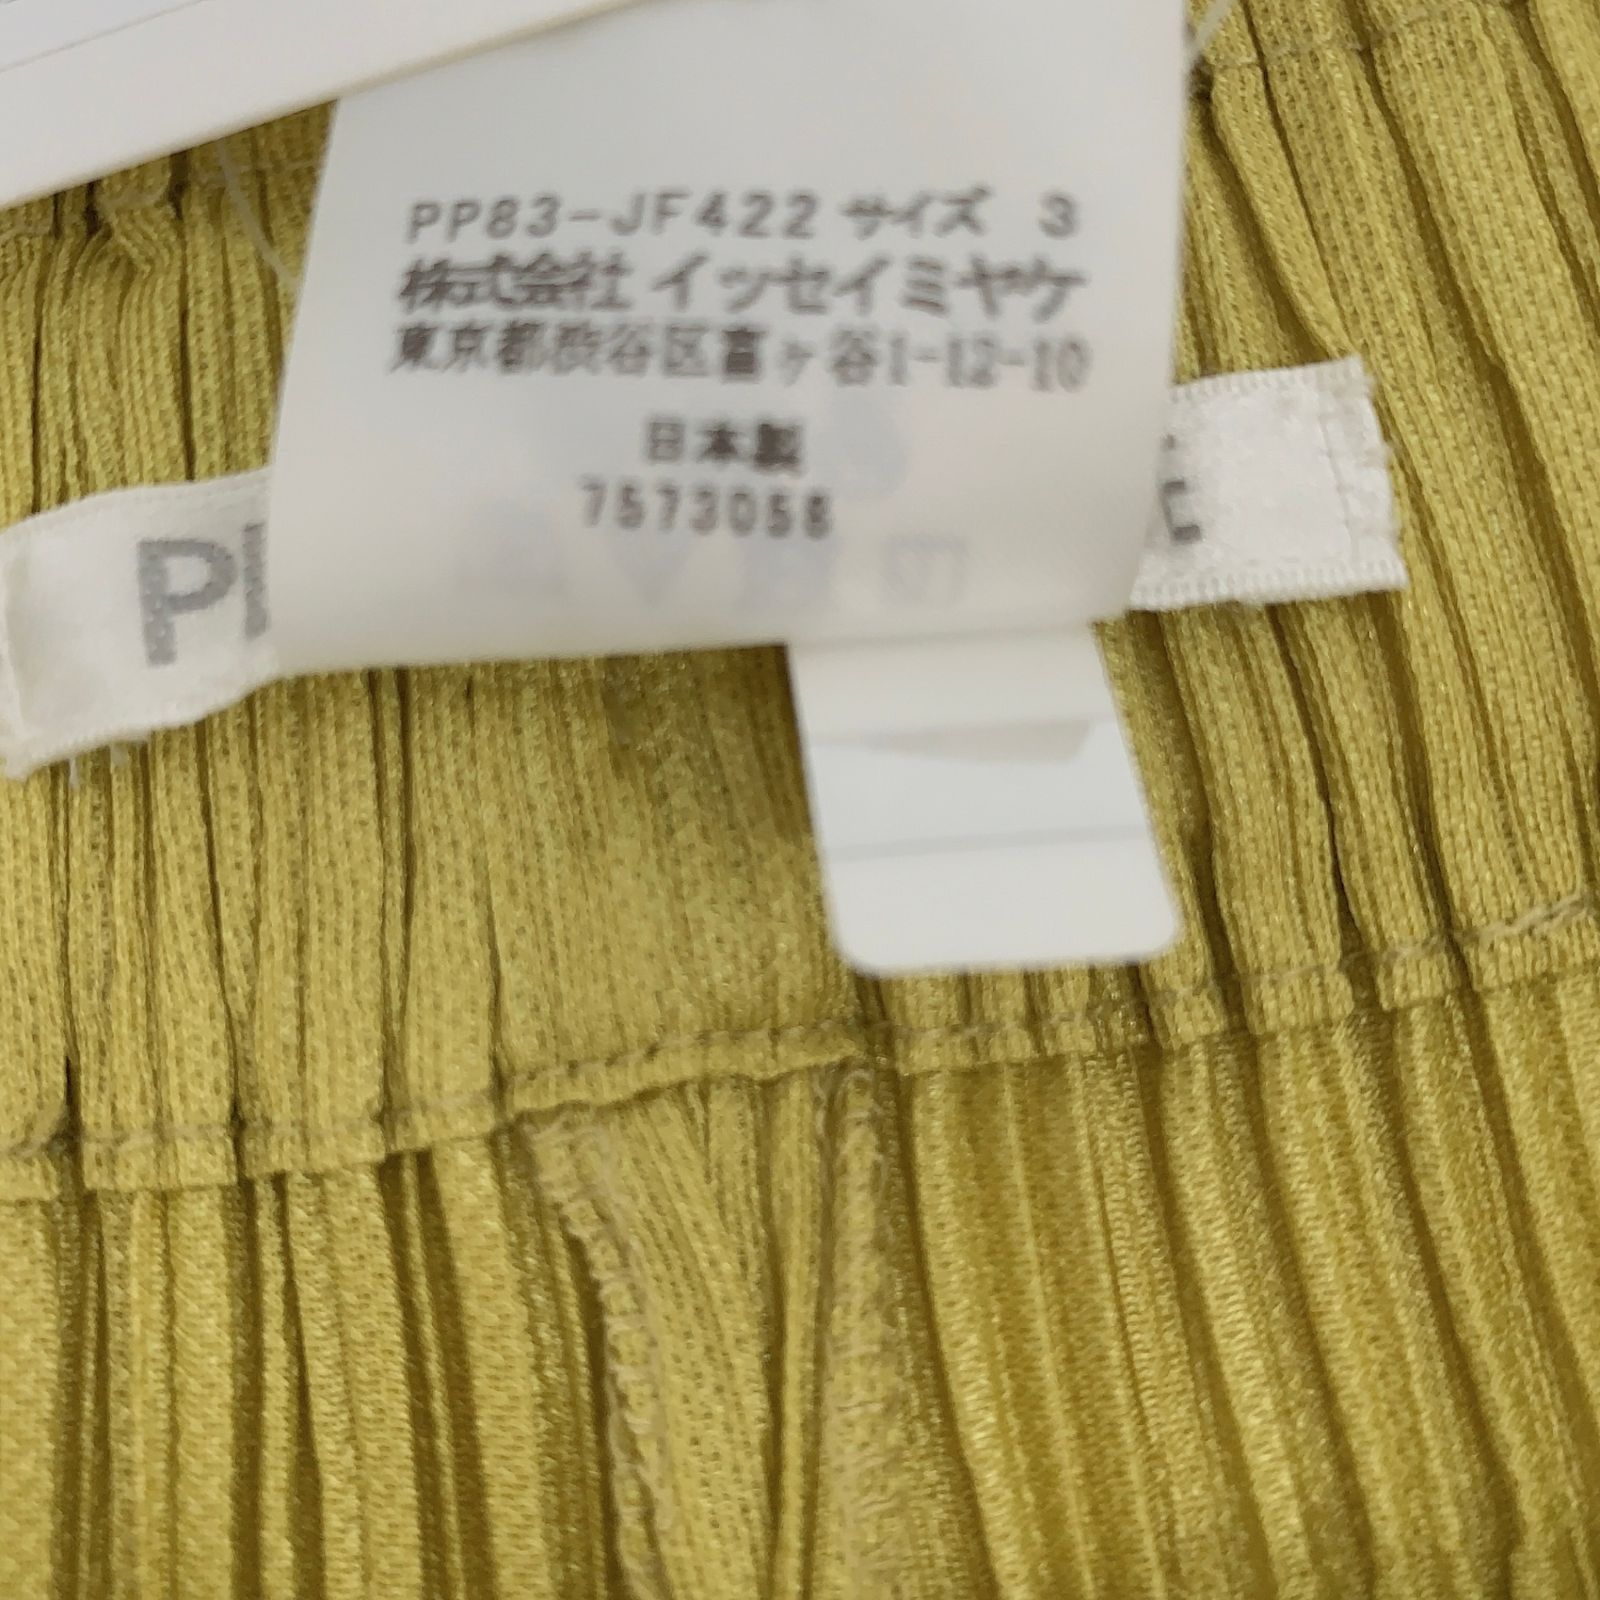 PP83-JF422 サイズ 3
株式会社 イッセイミヤケ
東京都渋谷区富ヶ谷1-12-10
日本製
7573056